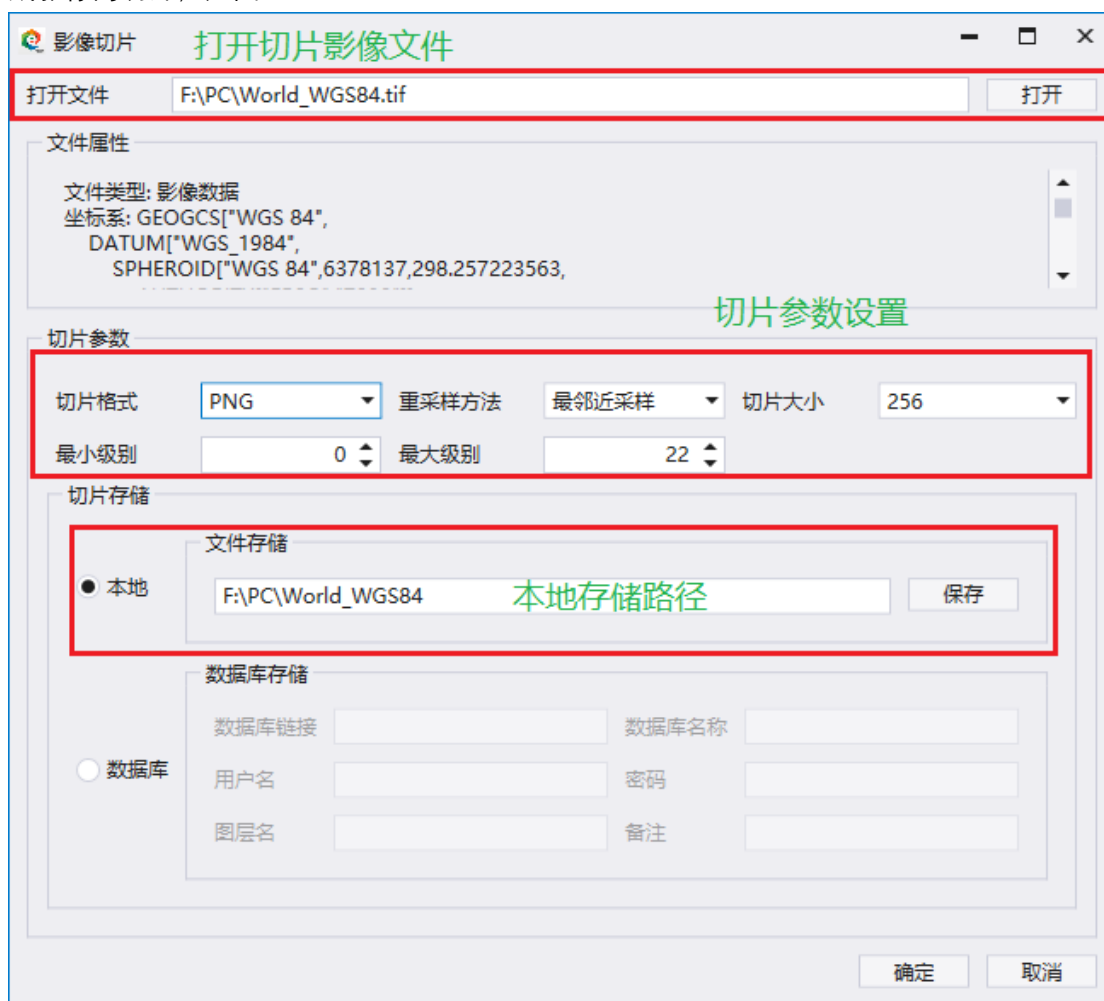 影像切片 打开切片影像文件
打开文件 F:\PC\World_WGS84.tif 打开
文件属性
文件类型: 影像数据
坐标系: GEOGCS["WGS 84",
DATUM["WGS_1984",
SPHEROID["WGS 84",6378137,298.257223563,
切片参数设置
切片参数
切片格式 PNG 重采样方法 最邻近采样 切片大小 256
最小级别 0 最大级别 22
切片存储
文件存储
本地 F:\PC\World_WGS84 本地存储路径 保存
数据库存储
数据库链接 数据库名称
数据库 用户名 密码
图层名 备注
确定 取消